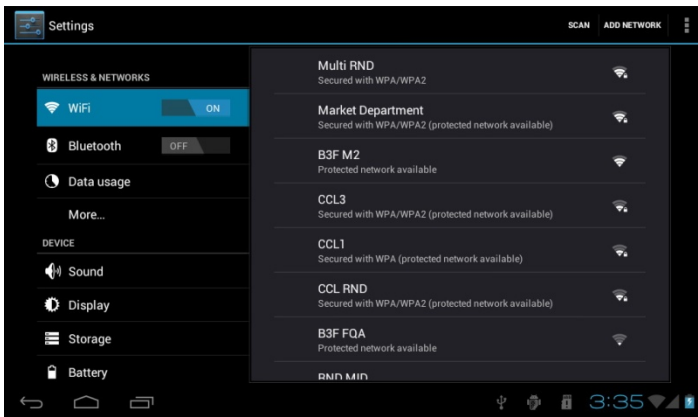 Settings
SCAN
ADD NETWORK
WIRELESS & NETWORKS
WiFi
ON
Bluetooth
OFF
Data usage
More...
DEVICE
Sound
Display
Storage
Battery
Multi RND
Secured with WPA/WPA2
Market Department
Secured with WPA/WPA2 (protected network available)
B3F M2
Protected network available
CCL3
Secured with WPA/WPA2 (protected network available)
CCL1
Secured with WPA (protected network available)
CCL RND
Secured with WPA/WPA2 (protected network available)
B3F FQA
Protected network available
RND MID
3:35